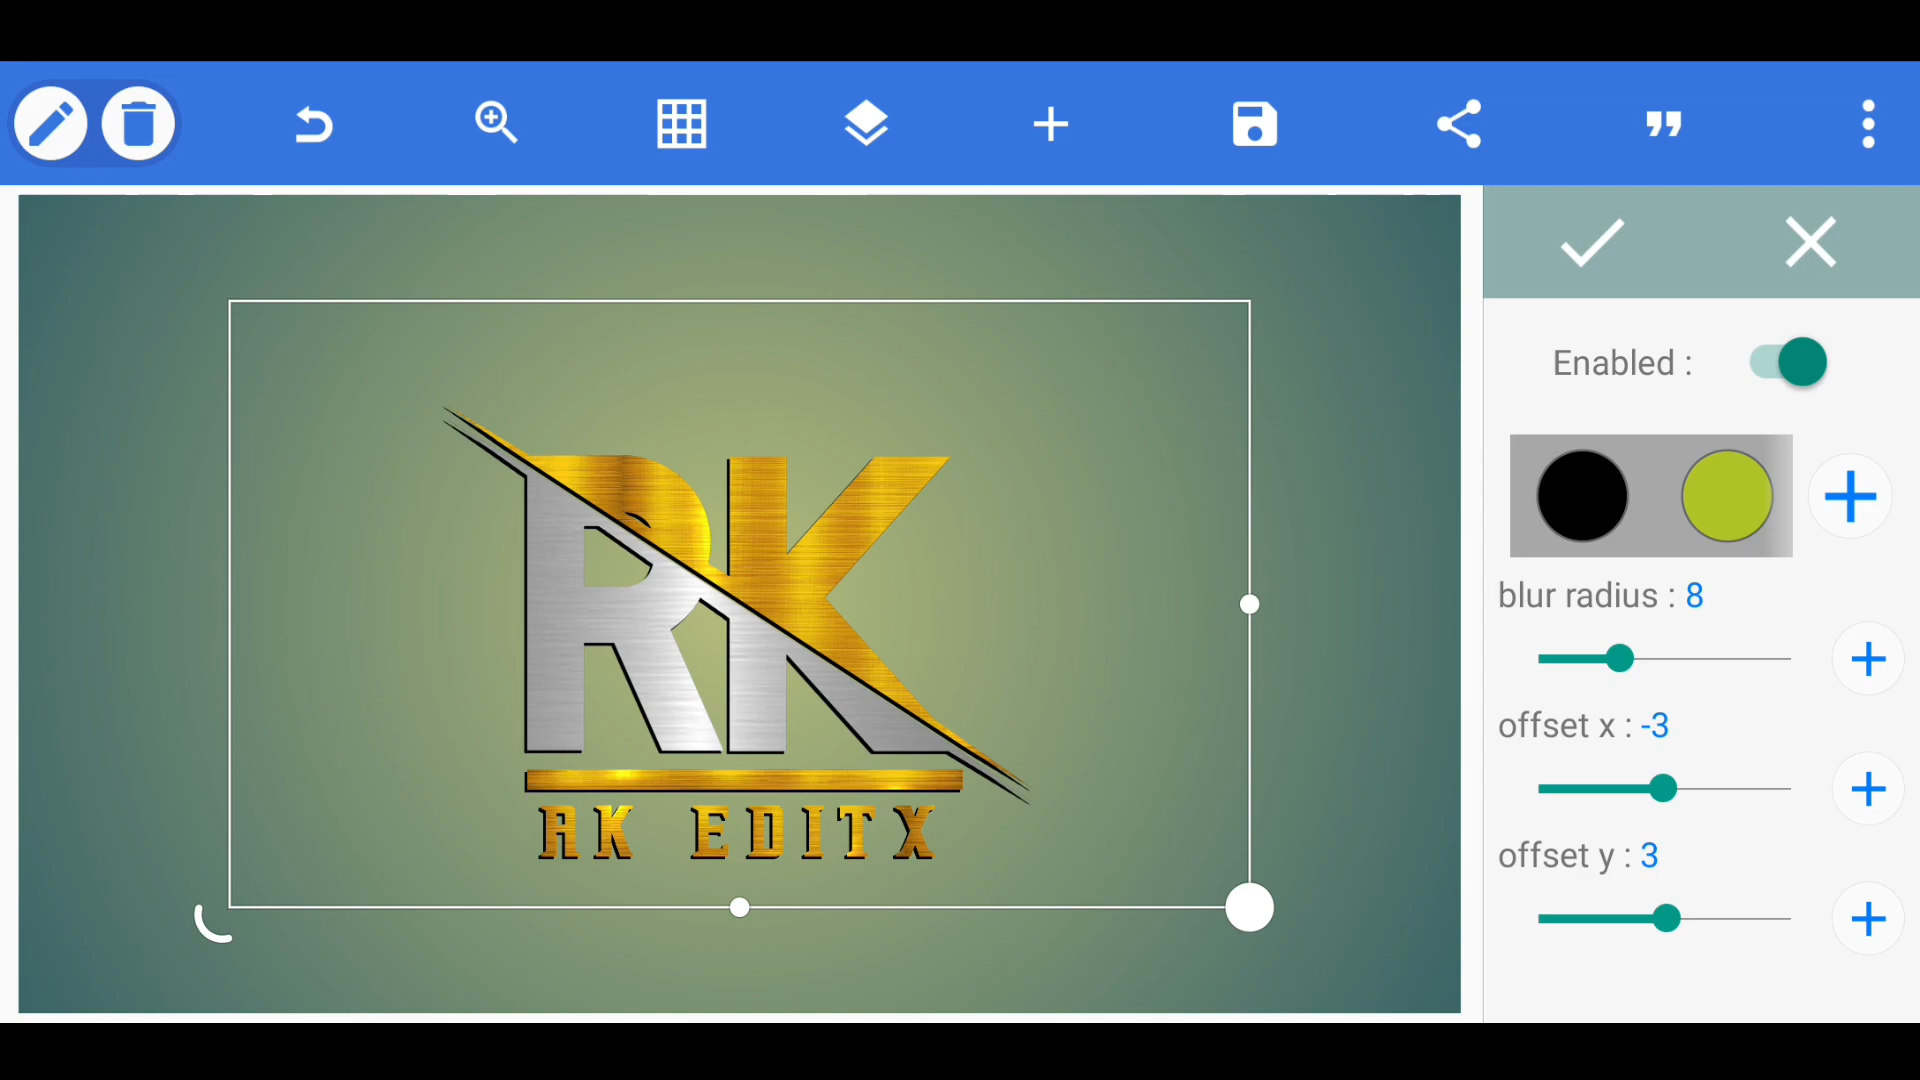 Enabled :
blur radius : 8
offset x : -3
offset y : 3
RK
RK EDITX